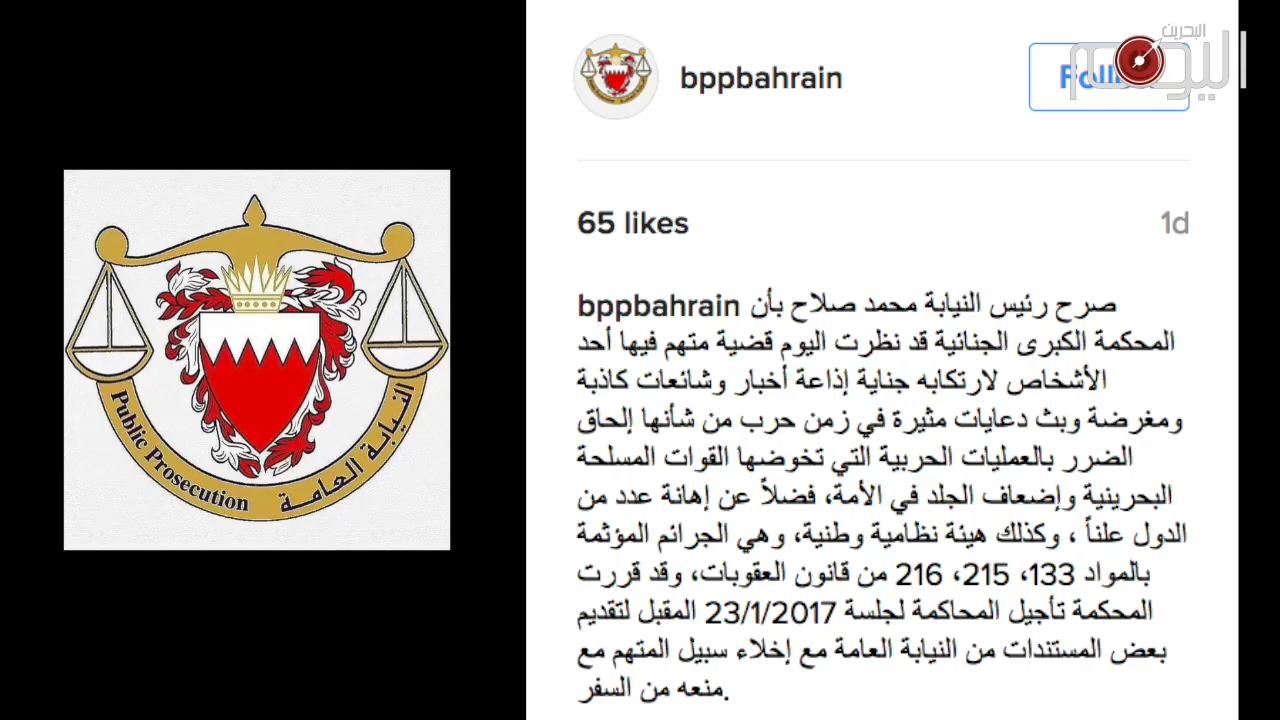 البحرين
اليوم
bppbahrain
65 likes
1d
bppbahrain صرح رئيس النيابة محمد صلاح بأن
المحكمة الكبرى الجنائية قد نظرت اليوم قضية متهم فيها أحد
الأشخاص لارتكابه جناية إذاعة أخبار وشائعات كاذبة
ومغرضة وبث دعايات مثيرة في زمن حرب من شأنها إلحاق
الضرر بالعمليات الحربية التي تخوضها القوات المسلحة
البحرينية وإضعاف الجلد في الأمة، فضلاً عن إهانة عدد من
الدول علناً ، وكذلك هيئة نظامية وطنية، وهي الجرائم المؤثمة
بالمواد 133، 215، 216 من قانون العقوبات، وقد قررت
المحكمة تأجيل المحاكمة لجلسة 23/1/2017 المقبل لتقديم
بعض المستندات من النيابة العامة مع إخلاء سبيل المتهم مع
منعه من السفر.
Public Prosecution
النيابة العامة